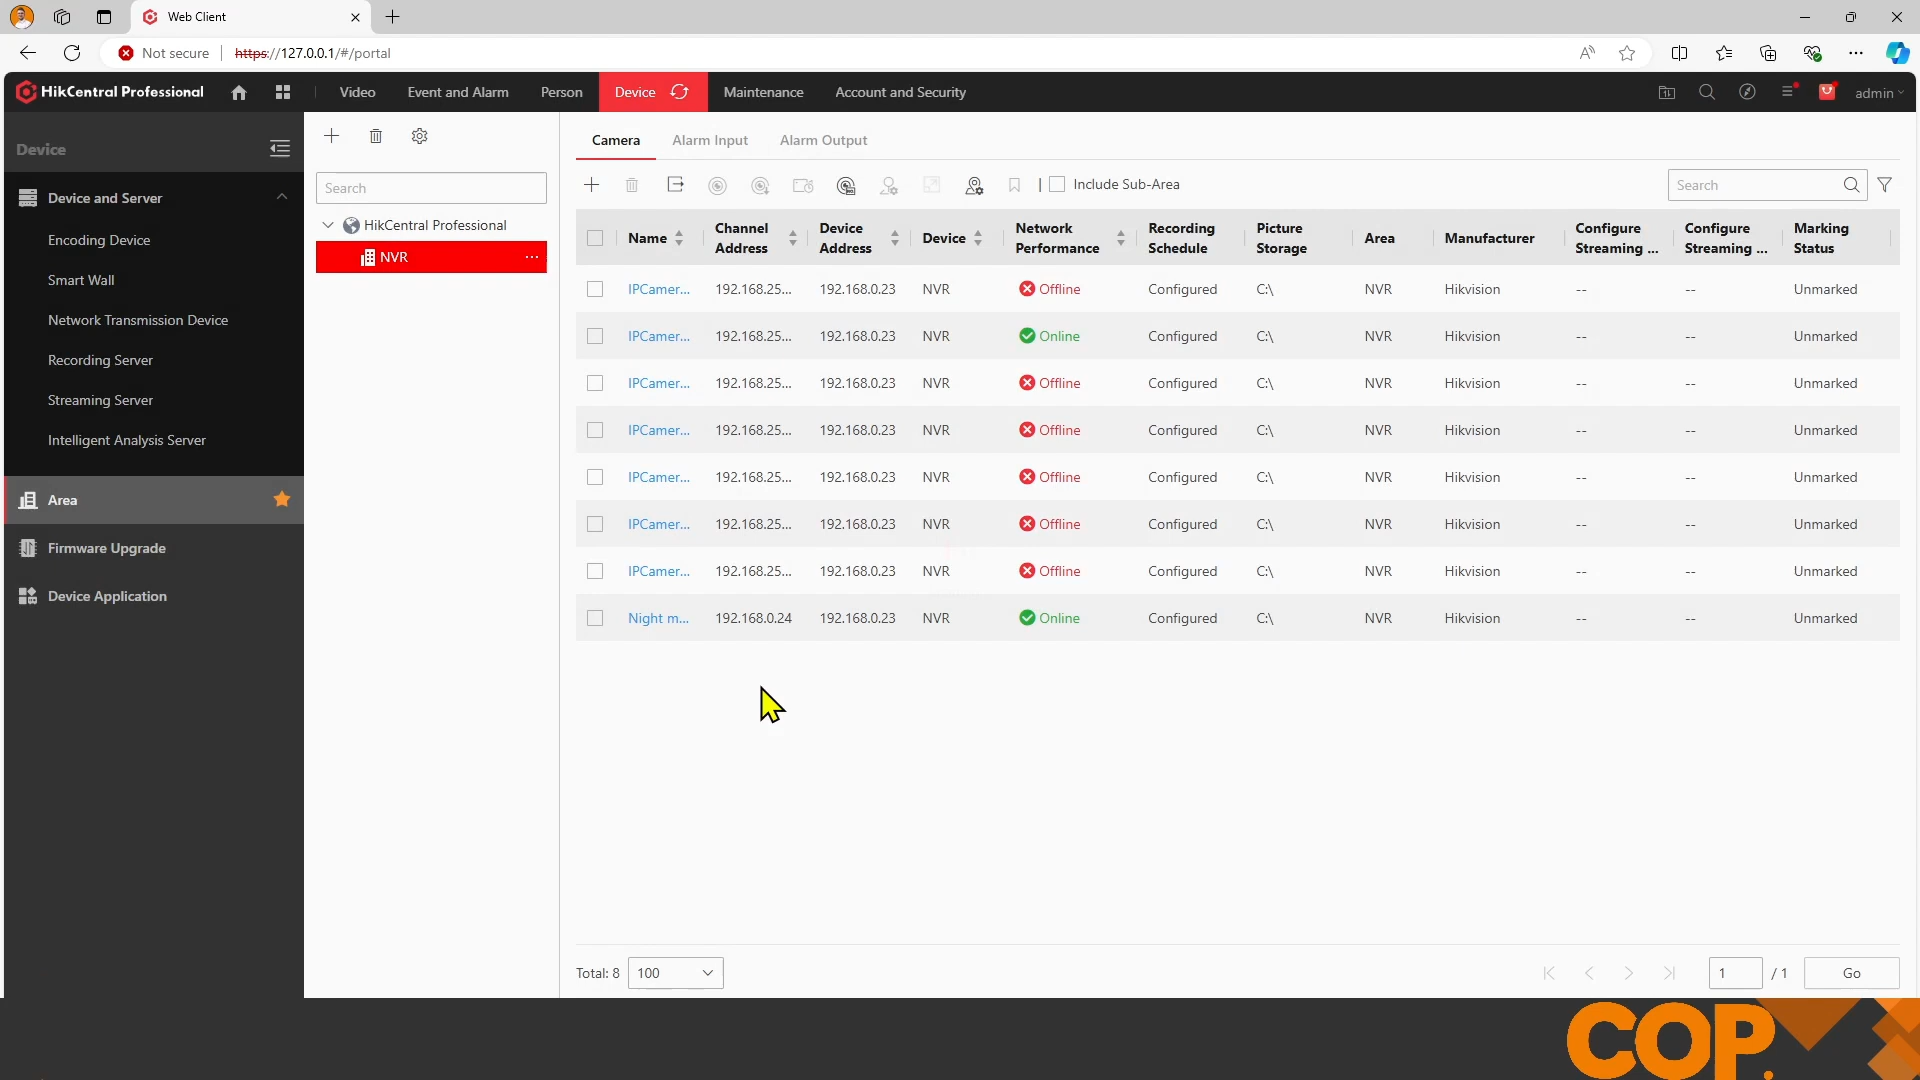 Web Client
Not secure https://127.0.0.1/#/portal
HikCentral Professional Video Event and Alarm Person Device Maintenance Account and Security admin
Device
Device and Server
Encoding Device
Smart Wall
Network Transmission Device
Recording Server
Streaming Server
Intelligent Analysis Server
Area
Firmware Upgrade
Device Application
Search
HikCentral Professional
NVR ...
Camera Alarm Input Alarm Output
| Include Sub-Area Search
Name Channel Address Device Address Device Network Performance Recording Schedule Picture Storage Area Manufacturer Configure Streaming ... Configure Streaming ... Marking Status
IPCamer... 192.168.25... 192.168.0.23 NVR Offline Configured C:\ NVR Hikvision -- -- Unmarked
IPCamer... 192.168.25... 192.168.0.23 NVR Online Configured C:\ NVR Hikvision -- -- Unmarked
IPCamer... 192.168.25... 192.168.0.23 NVR Offline Configured C:\ NVR Hikvision -- -- Unmarked
IPCamer... 192.168.25... 192.168.0.23 NVR Offline Configured C:\ NVR Hikvision -- -- Unmarked
IPCamer... 192.168.25... 192.168.0.23 NVR Offline Configured C:\ NVR Hikvision -- -- Unmarked
IPCamer... 192.168.25... 192.168.0.23 NVR Offline Configured C:\ NVR Hikvision -- -- Unmarked
IPCamer... 192.168.25... 192.168.0.23 NVR Offline Configured C:\ NVR Hikvision -- -- Unmarked
Night m... 192.168.0.24 192.168.0.23 NVR Online Configured C:\ NVR Hikvision -- -- Unmarked
Total: 8 100 1 / 1 Go
COP.